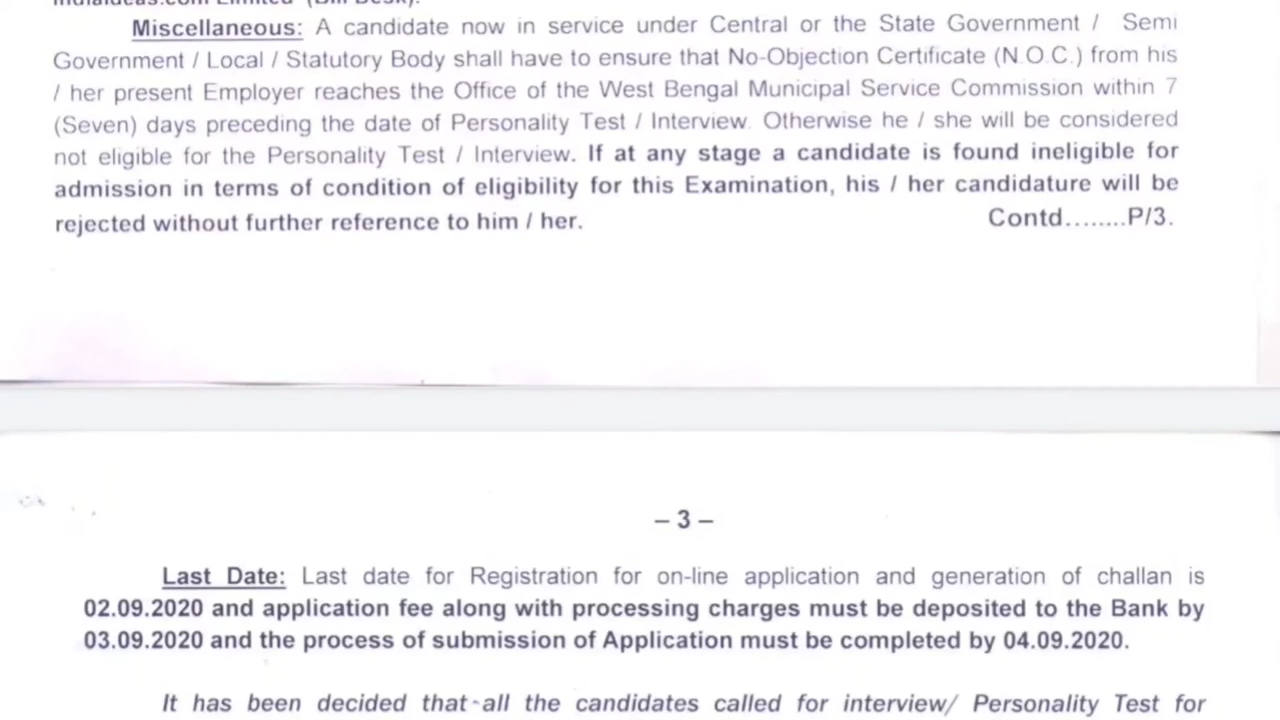 Miscellaneous: A candidate now in service under Central or the State Government / Semi
Government / Local / Statutory Body shall have to ensure that No-Objection Certificate (N.O.C.) from his
/ her present Employer reaches the Office of the West Bengal Municipal Service Commission within 7
(Seven) days preceding the date of Personality Test / Interview. Otherwise he / she will be considered
not eligible for the Personality Test / Interview. If at any stage a candidate is found ineligible for
admission in terms of condition of eligibility for this Examination, his / her candidature will be
rejected without further reference to him / her. Contd........P/3.
– 3 –
Last Date: Last date for Registration for on-line application and generation of challan is
02.09.2020 and application fee along with processing charges must be deposited to the Bank by
03.09.2020 and the process of submission of Application must be completed by 04.09.2020.
It has been decided that all the candidates called for interview/ Personality Test for